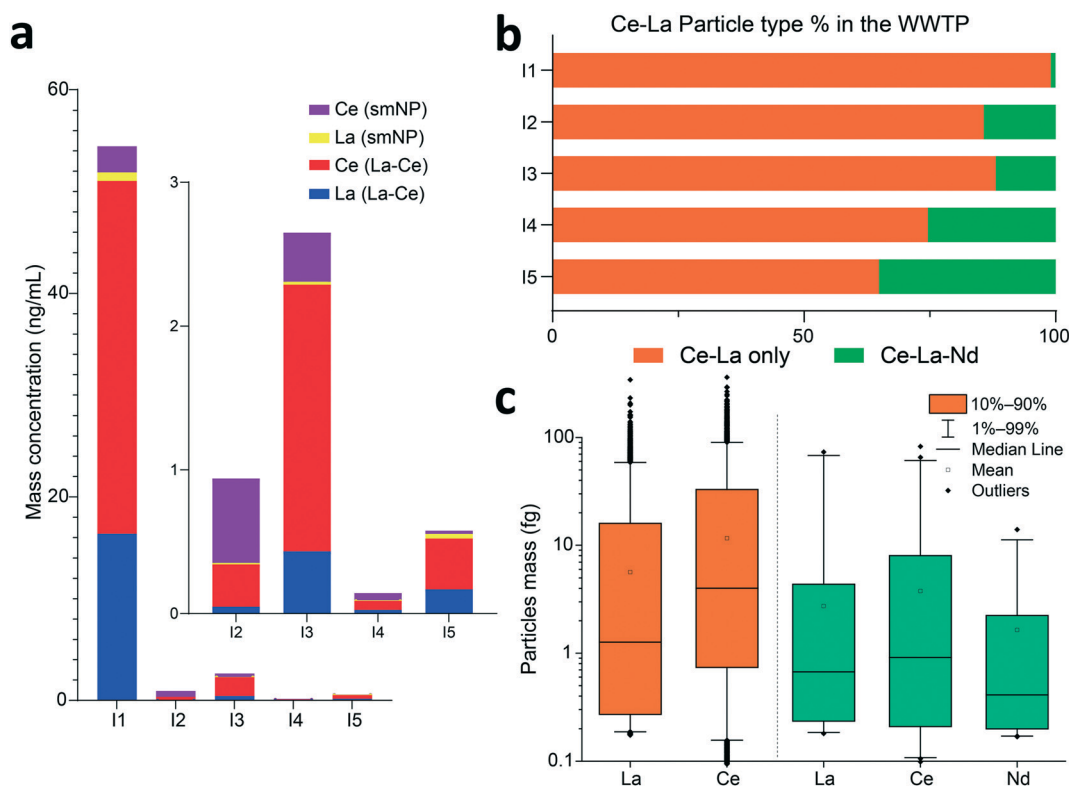 a
60
40
20
0
Mass concentration (ng/mL)
Ce (smNP)
La (smNP)
Ce (La-Ce)
La (La-Ce)
3
2
1
0
I2 I3 I4 I5
I1 I2 I3 I4 I5
b
Ce-La Particle type % in the WWTP
I1
I2
I3
I4
I5
0 50 100
Ce-La only Ce-La-Nd
c
10%–90%
1%–99%
Median Line
Mean
Outliers
100
10
1
0.1
Particles mass (fg)
La Ce La Ce Nd